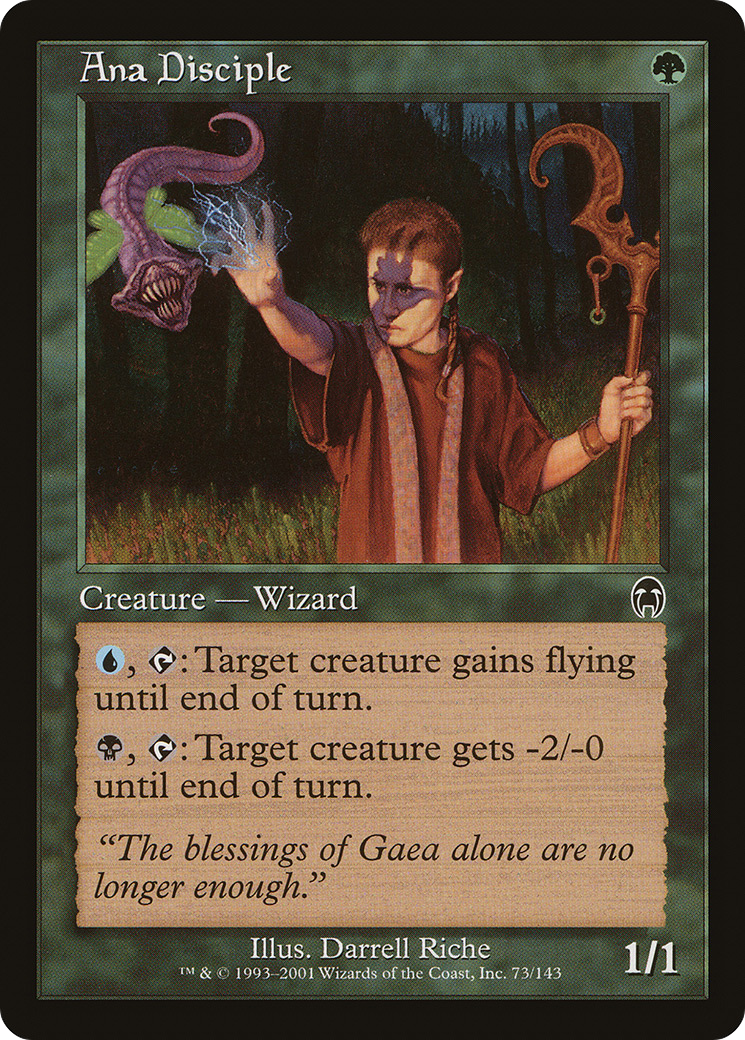 Ana Disciple
Creature — Wizard
, : Target creature gains flying
until end of turn.
, : Target creature gets -2/-0
until end of turn.
“The blessings of Gaea alone are no
longer enough.”
Illus. Darrell Riche
™ & © 1993–2001 Wizards of the Coast, Inc. 73/143
1/1